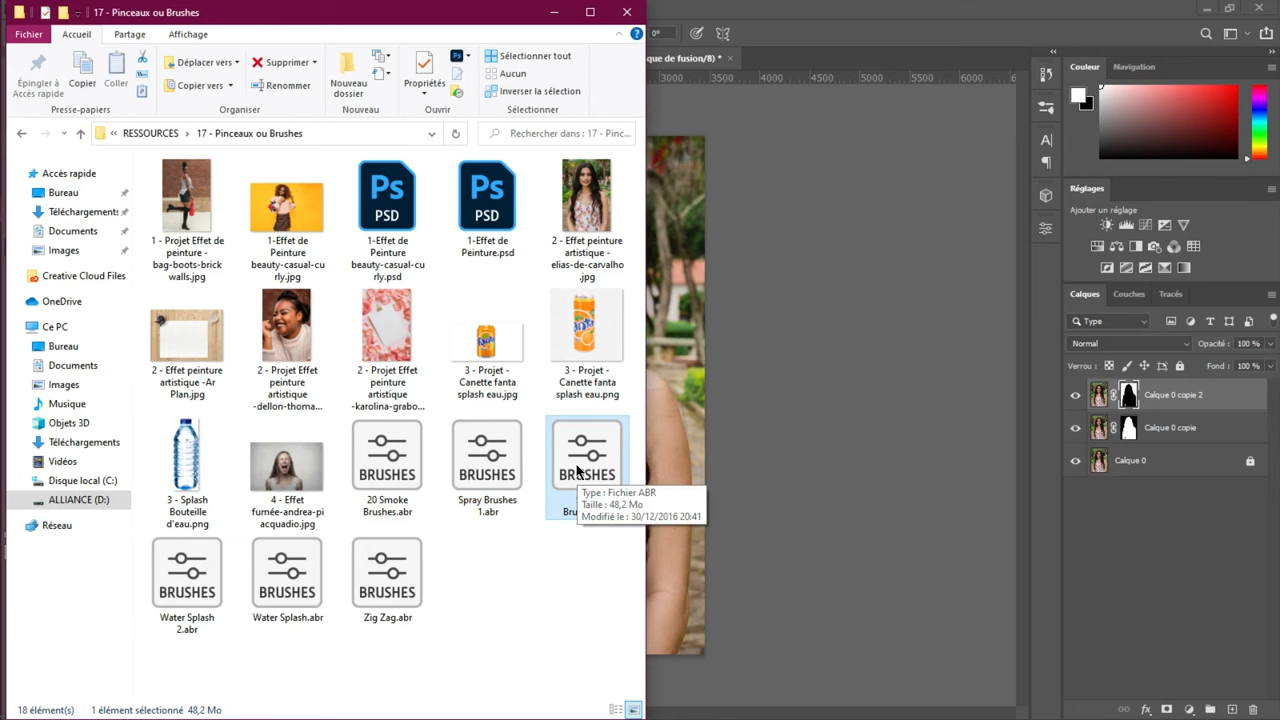 17 - Pinceaux ou Brushes
Fichier
Accueil
Partage
Affichage
Épingler à
Accès rapide
Copier
Coller
Presse-papiers
Déplacer vers
Copier vers
Supprimer
Renommer
Organiser
Nouveau
dossier
Nouveau
Propriétés
Ouvrir
Sélectionner tout
Aucun
Inverser la sélection
Sélectionner
RESSOURCES
17 - Pinceaux ou Brushes
Rechercher dans : 17 - Pinc...
Accès rapide
Bureau
Téléchargements
Documents
Images
Creative Cloud Files
OneDrive
Ce PC
Bureau
Documents
Images
Musique
Objets 3D
Téléchargements
Vidéos
Disque local (C:)
ALLIANCE (D:)
Réseau
1 - Projet Effet de
peinture -
bag-boots-brick
walls.jpg
1-Effet de
Peinture
beauty-casual-cu
rly.jpg
Ps
PSD
1-Effet de
Peinture
beauty-casual-cu
rly.psd
Ps
PSD
1-Effet de
Peinture.psd
2 - Effet peinture
artistique -
elias-de-carvalho
.jpg
2 - Effet peinture
artistique -Ar
Plan.jpg
2 - Projet Effet
peinture
artistique
-dellon-thoma...
2 - Projet Effet
peinture
artistique
-karolina-grabo...
3 - Projet -
Canette fanta
splash eau.jpg
3 - Projet -
Canette fanta
splash eau.png
3 - Splash
Bouteille
d'eau.png
4 - Effet
fumée-andrea-pi
acquadio.jpg
BRUSHES
20 Smoke
Brushes.abr
BRUSHES
Spray Brushes
1.abr
BRUSHES
Type : Fichier ABR
Taille : 48,2 Mo
Modifié le : 30/12/2016 20:41
BRUSHES
Water Splash
2.abr
BRUSHES
Water Splash.abr
BRUSHES
Zig Zag.abr
18 élément(s)
1 élément sélectionné 48,2 Mo
0°
que de fusion/8) *
3000
3500
4000
4500
5000
5500
6000
Couleur
Navigation
Réglages
Ajouter un réglage
Calques
Couches
Tracés
Type
Normal
Opacité : 100 %
Verrou :
Fond : 100 %
Calque 0 copie 2
Calque 0 copie
Calque 0